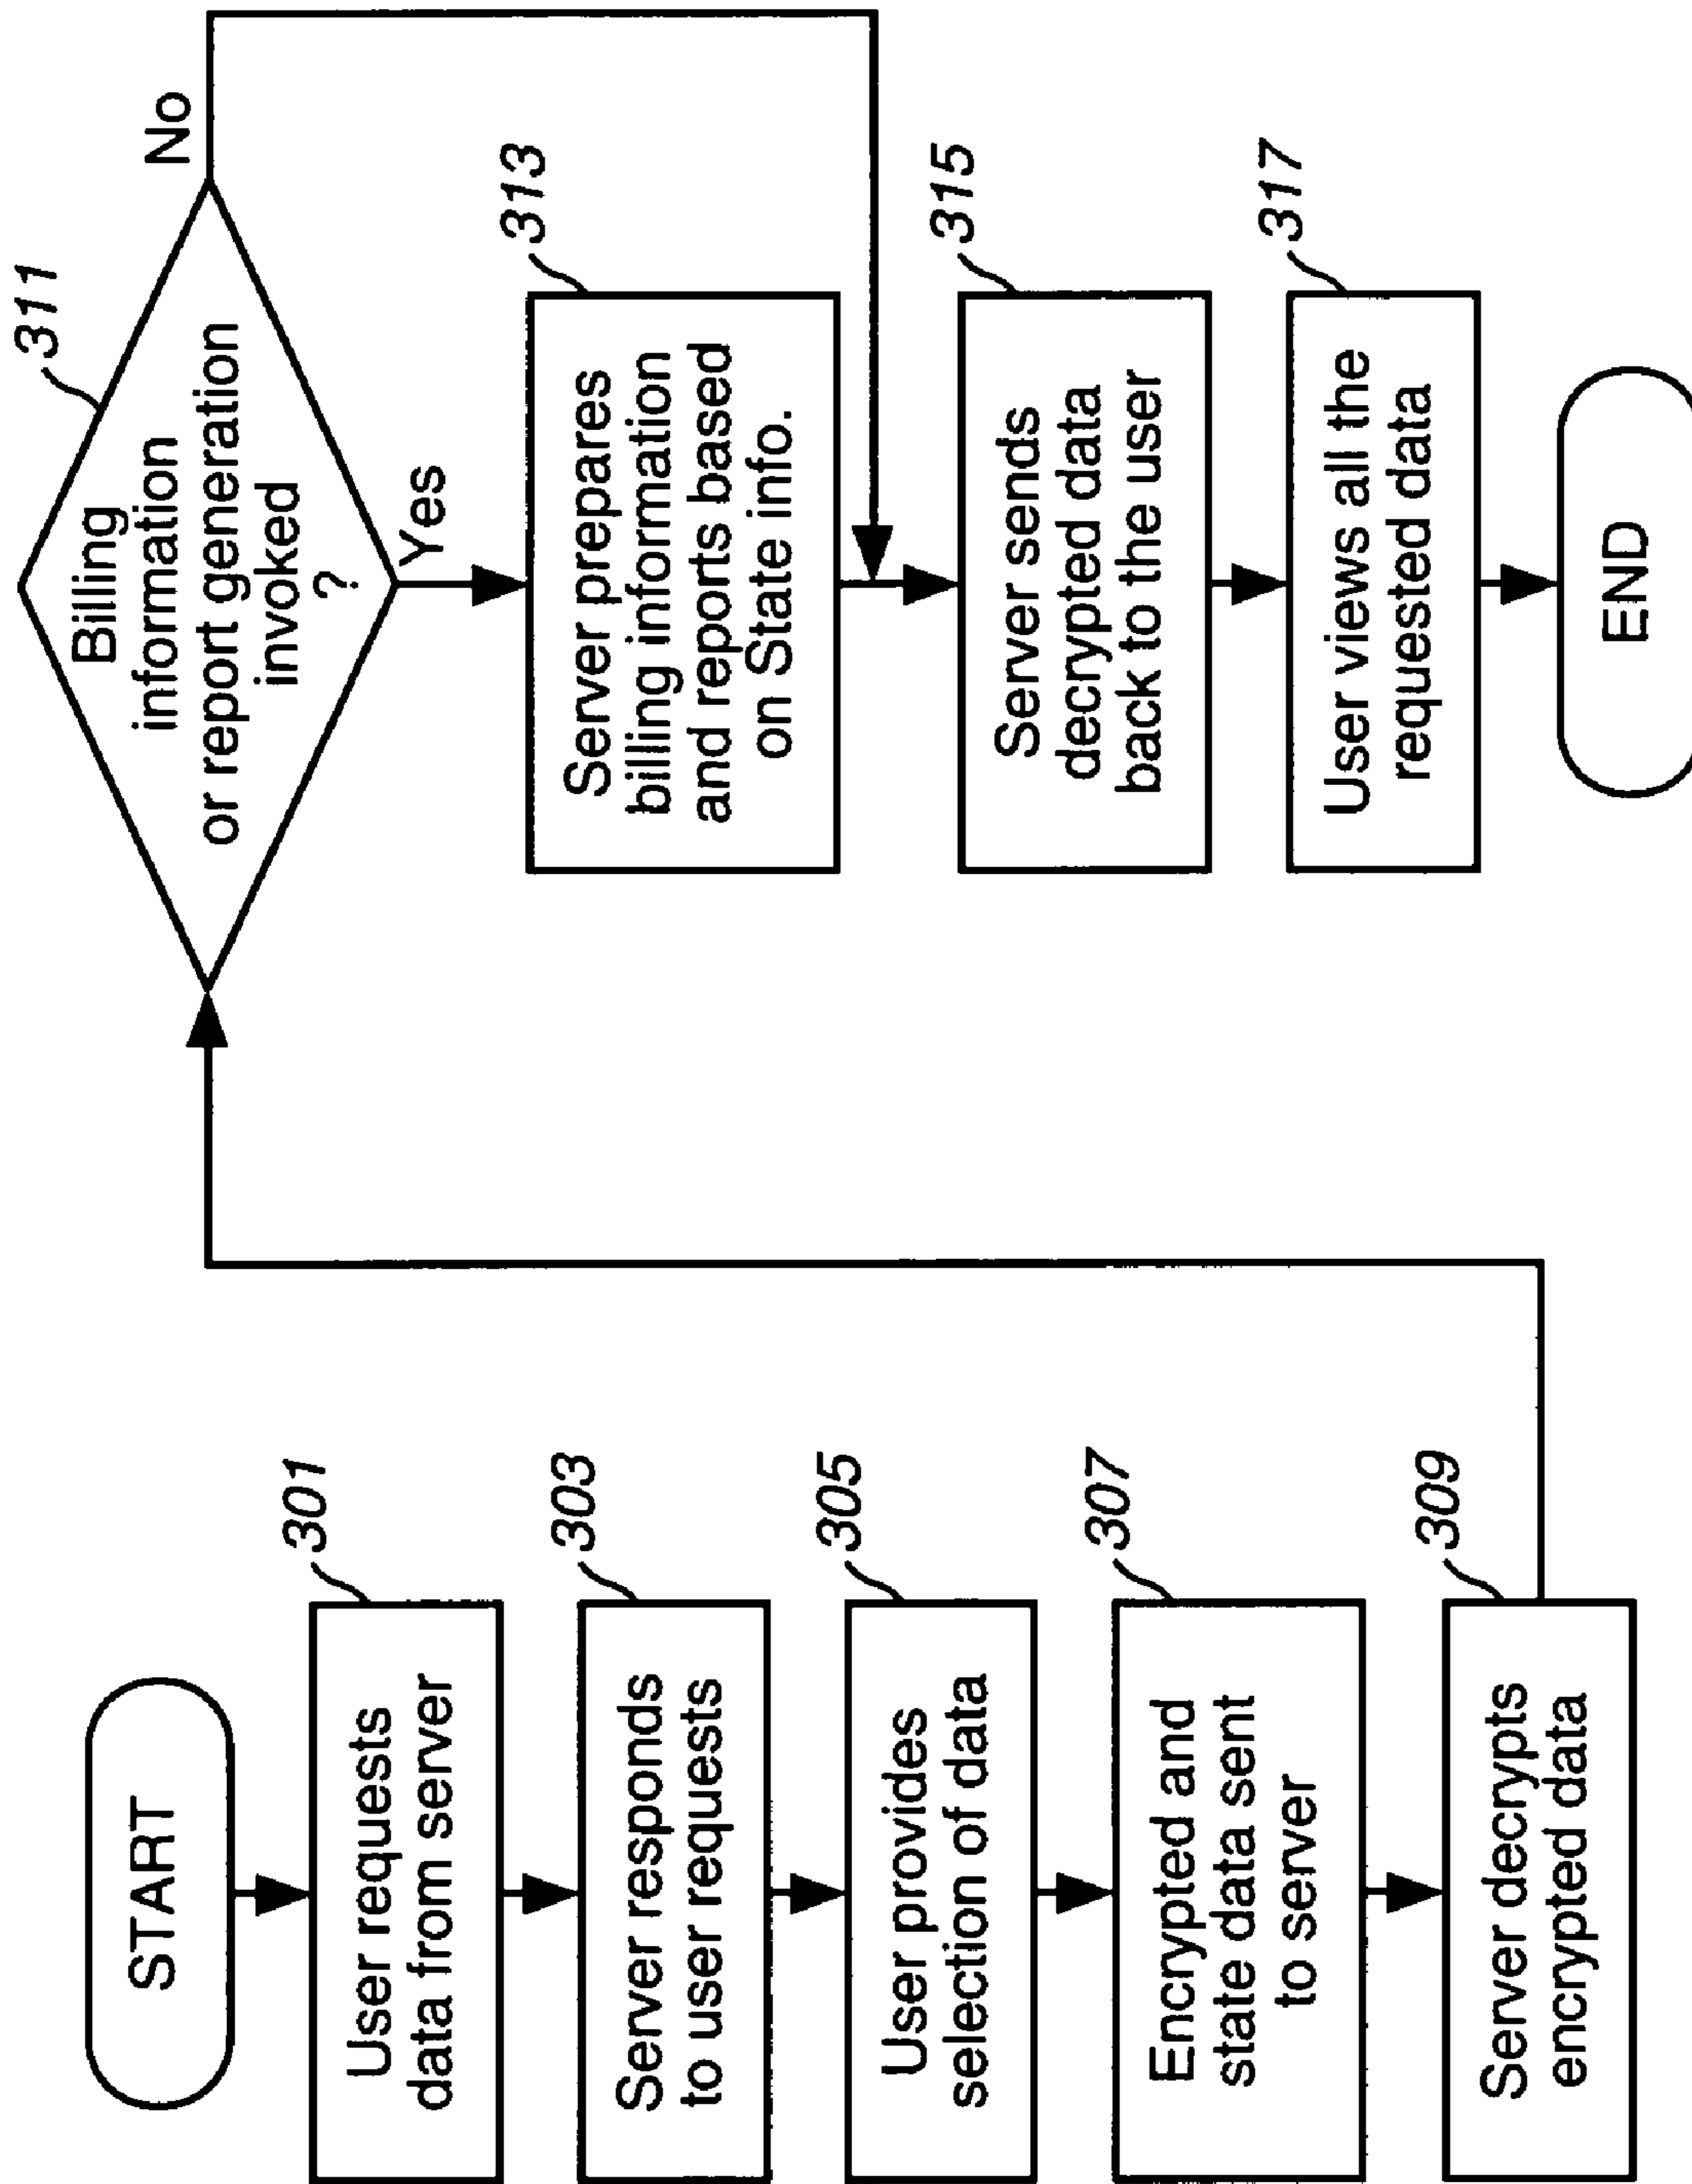 START
301
User requests
data from server
303
Server responds
to user requests
305
User provides
selection of data
307
Encrypted and
state data sent
to server
309
Server decrypts
encrypted data
311
Billing
information
or report generation
invoked
?
No
Yes
313
Server prepares
billing information
and reports based
on State info.
315
Server sends
decrypted data
back to the user
317
User views all the
requested data
END